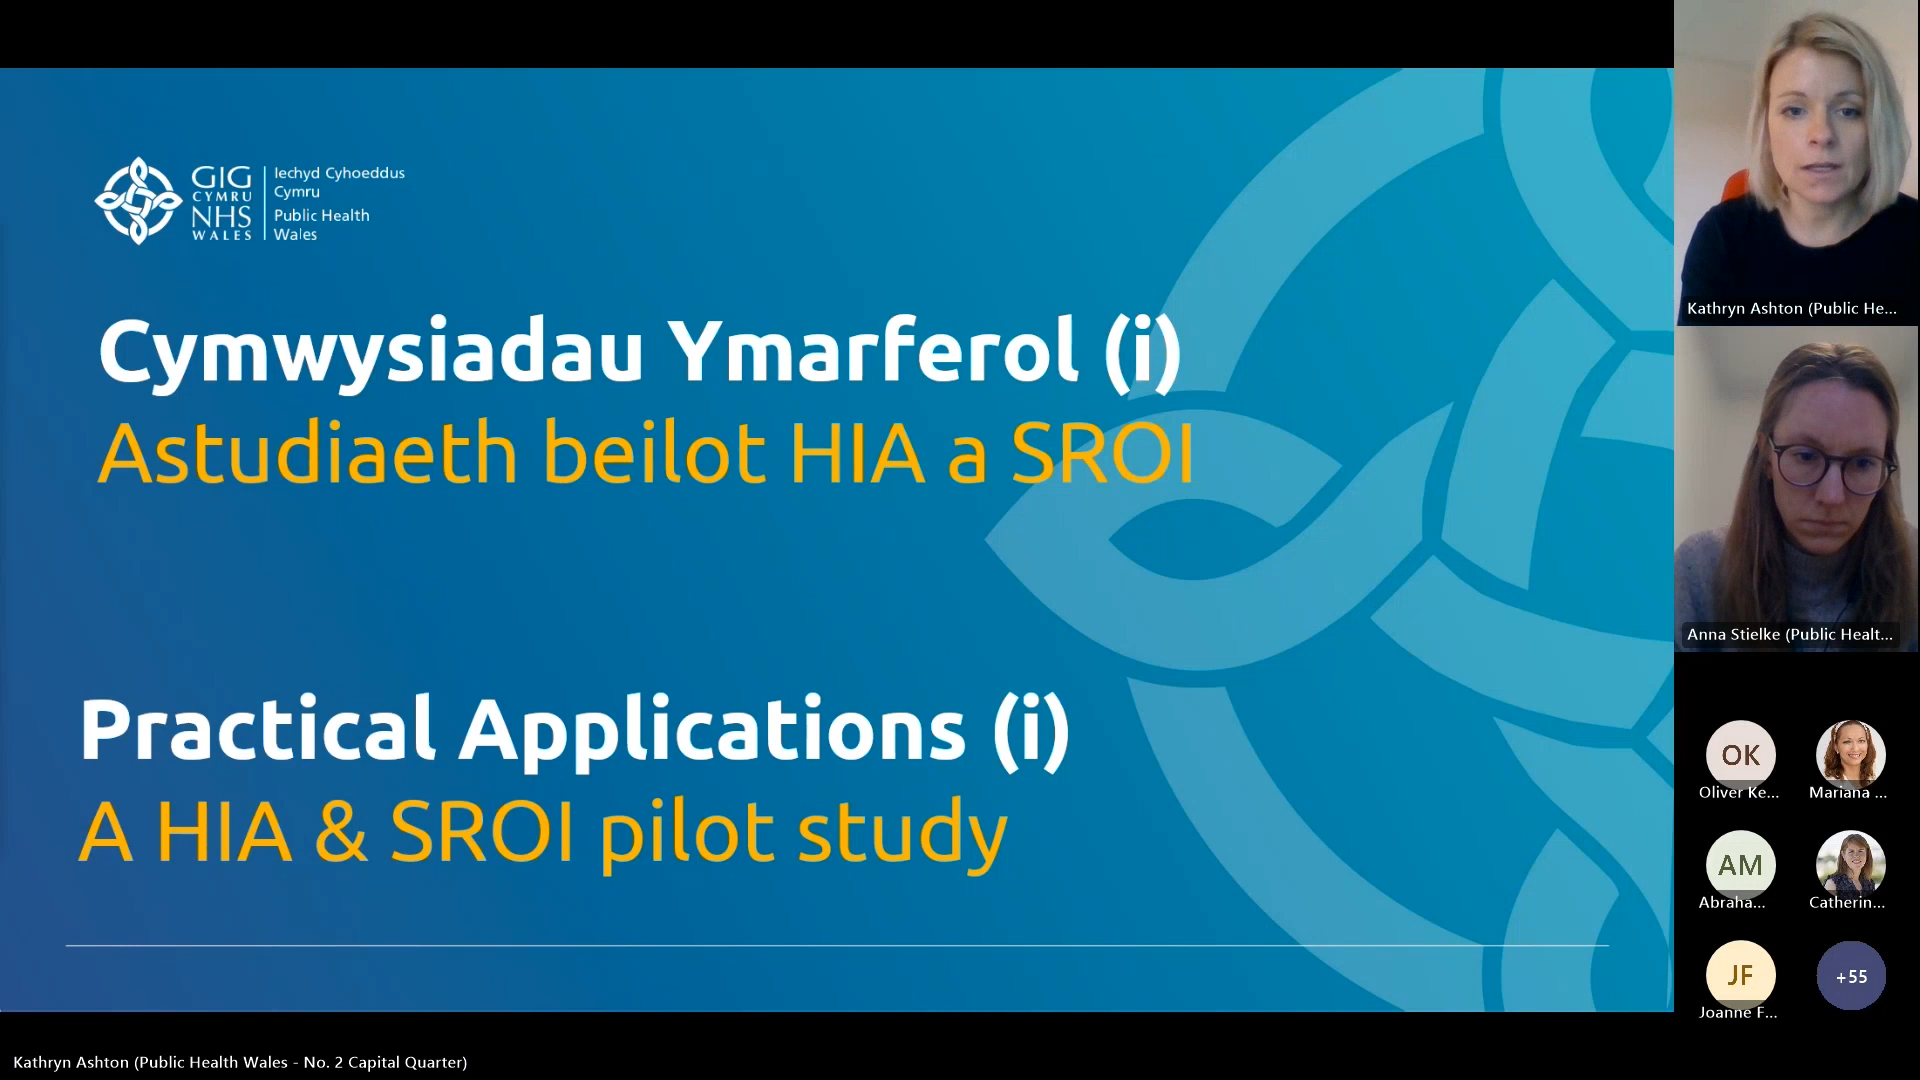 GIG
CYMRU
NHS
WALES
Iechyd Cyhoeddus
Cymru
Public Health
Wales
Cymwysiadau Ymarferol (i)
Astudiaeth beilot HIA a SROI
Practical Applications (i)
A HIA & SROI pilot study
Kathryn Ashton (Public He...
Anna Stielke (Public Healt...
OK
Oliver Ke...
Mariana ...
AM
Abraha...
Catherin...
JF
Joanne F...
+55
Kathryn Ashton (Public Health Wales - No. 2 Capital Quarter)